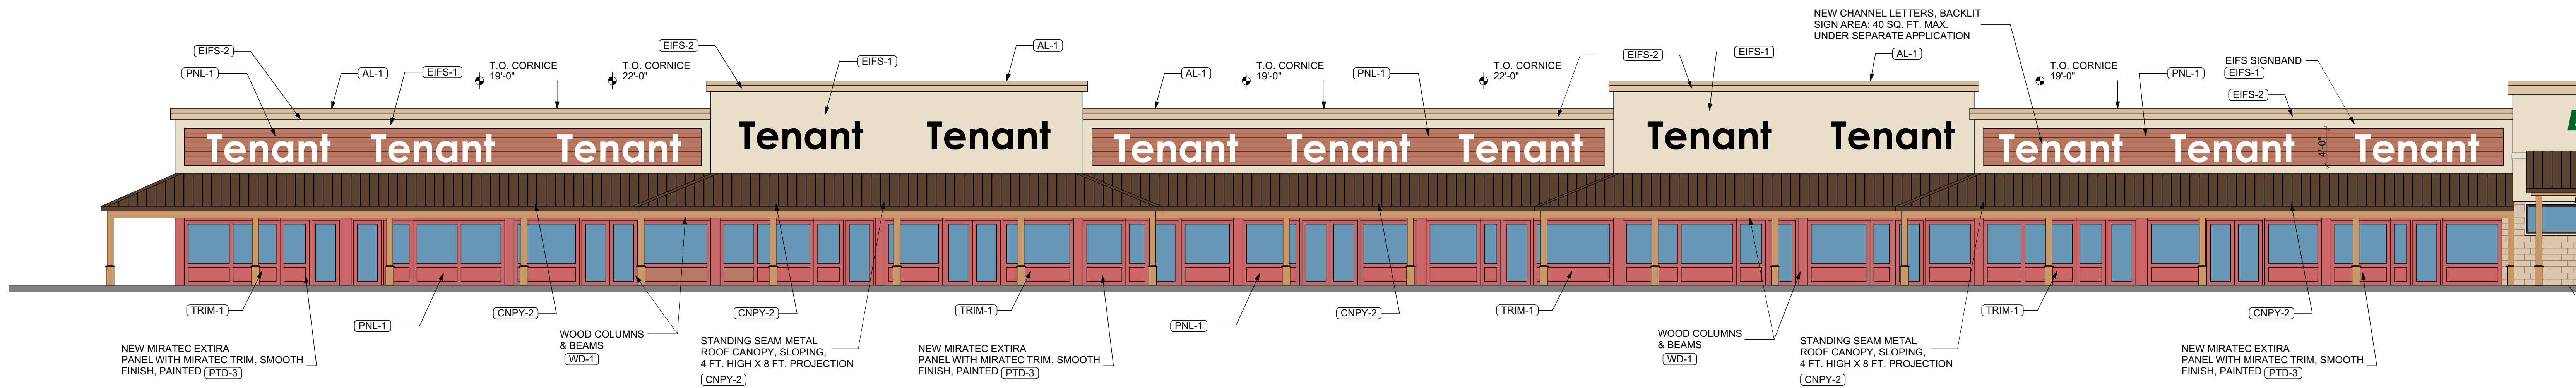 NEW CHANNEL LETTERS, BACKLIT
SIGN AREA: 40 SQ. FT. MAX.
UNDER SEPARATE APPLICATION
EIFS-2
PNL-1
AL-1
EIFS-1
T.O. CORNICE
19'-0"
T.O. CORNICE
22'-0"
EIFS-2
EIFS-1
AL-1
AL-1
T.O. CORNICE
19'-0"
PNL-1
T.O. CORNICE
22'-0"
EIFS-2
EIFS-1
AL-1
T.O. CORNICE
19'-0"
PNL-1
EIFS SIGNBAND
EIFS-1
EIFS-2
Tenant Tenant Tenant
Tenant Tenant
Tenant Tenant Tenant
Tenant Tenant
Tenant Tenant Tenant
4'-0"
TRIM-1
PNL-1
CNPY-2
WOOD COLUMNS
& BEAMS
WD-1
CNPY-2
TRIM-1
PNL-1
CNPY-2
TRIM-1
WOOD COLUMNS
& BEAMS
WD-1
TRIM-1
CNPY-2
NEW MIRATEC EXTIRA
PANEL WITH MIRATEC TRIM, SMOOTH
FINISH, PAINTED PTD-3
STANDING SEAM METAL
ROOF CANOPY, SLOPING,
4 FT. HIGH X 8 FT. PROJECTION
CNPY-2
NEW MIRATEC EXTIRA
PANEL WITH MIRATEC TRIM, SMOOTH
FINISH, PAINTED PTD-3
STANDING SEAM METAL
ROOF CANOPY, SLOPING,
4 FT. HIGH X 8 FT. PROJECTION
CNPY-2
NEW MIRATEC EXTIRA
PANEL WITH MIRATEC TRIM, SMOOTH
FINISH, PAINTED PTD-3